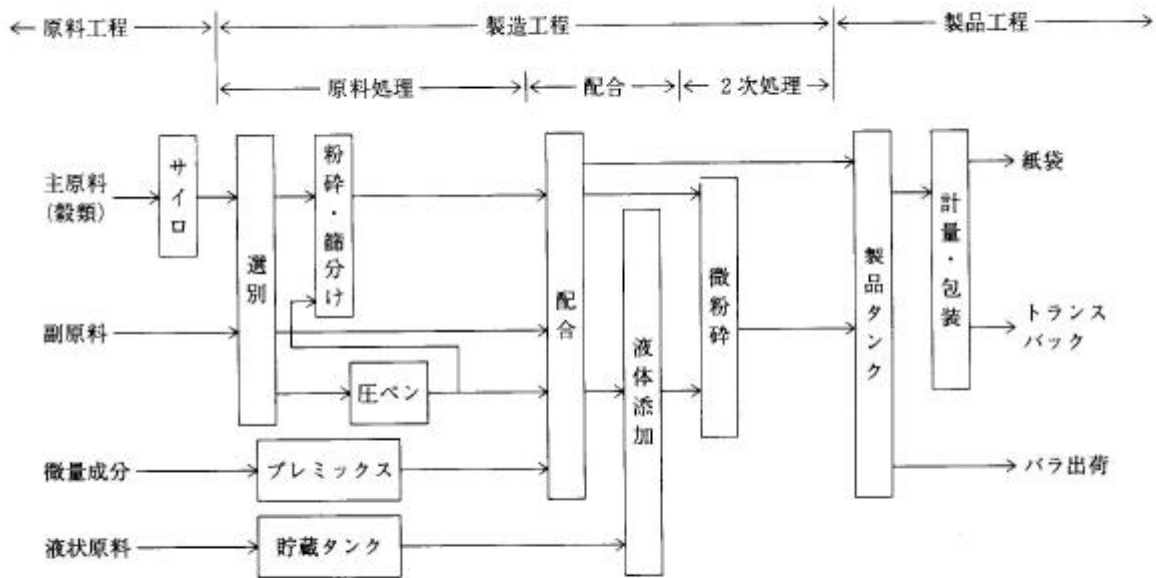 原料工程
製造工程
製品工程
原料処理
配合
2次処理
主原料
(穀類)
サイロ
選別
粉砕・篩分け
配合
液体添加
微粉砕
製品タンク
計量・包装
紙袋
副原料
圧ペン
トランス
バック
微量成分
プレミックス
バラ出荷
液状原料
貯蔵タンク